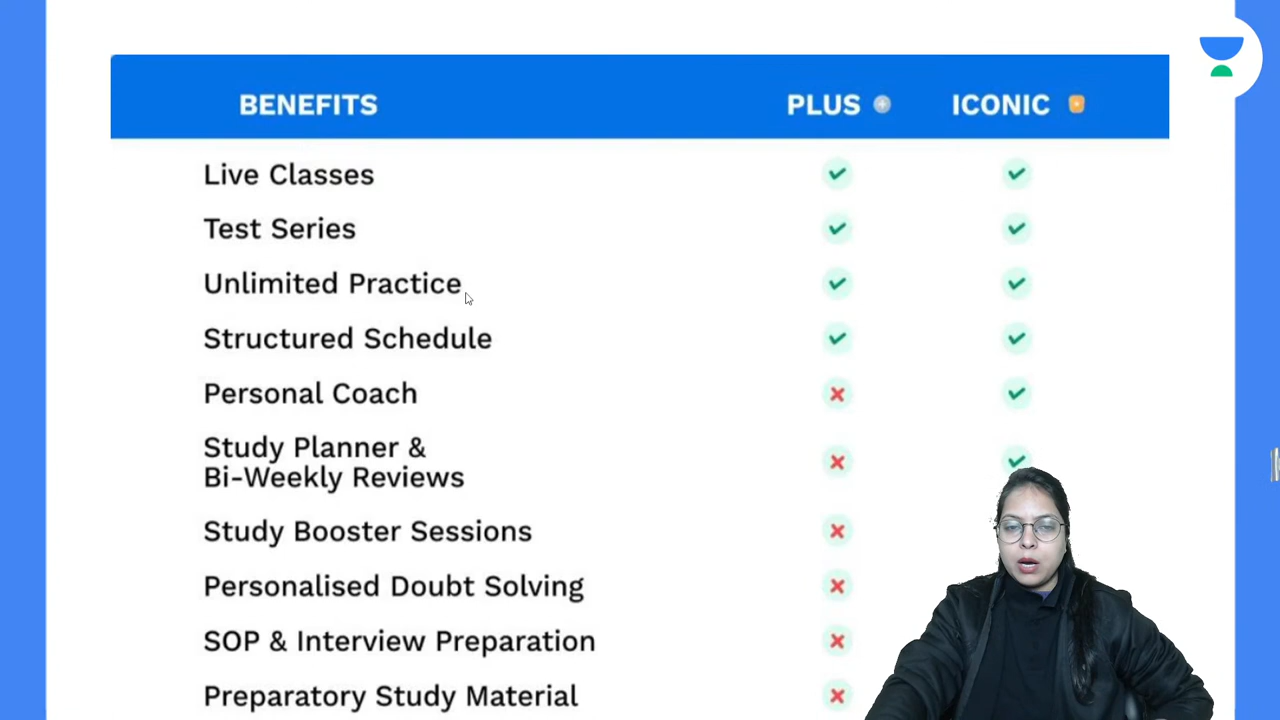 BENEFITS PLUS ICONIC
Live Classes
Test Series
Unlimited Practice
Structured Schedule
Personal Coach
Study Planner &
Bi-Weekly Reviews
Study Booster Sessions
Personalised Doubt Solving
SOP & Interview Preparation
Preparatory Study Material